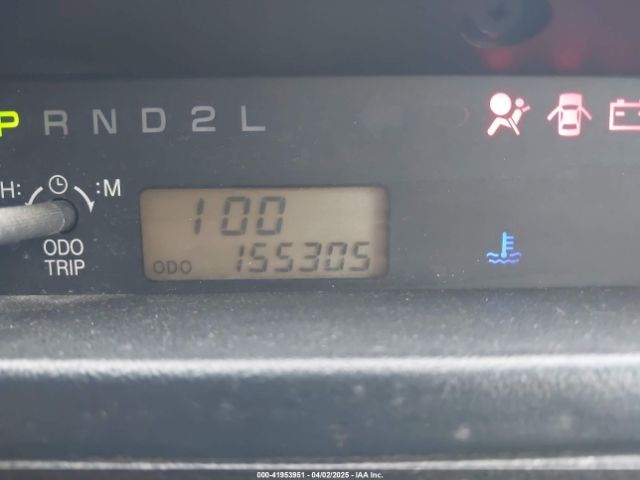 P R N D 2 L
H: :M
ODO
TRIP
100
ODO 155305
000-41953951 - 04/02/2025 - IAA Inc.